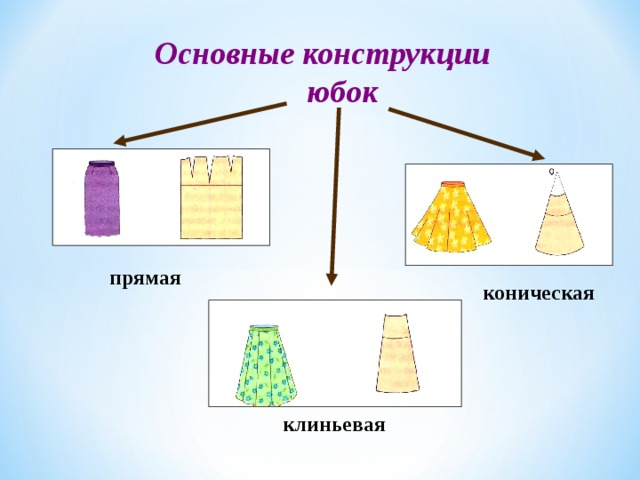 Основные конструкции
юбок
прямая
коническая
клиньевая